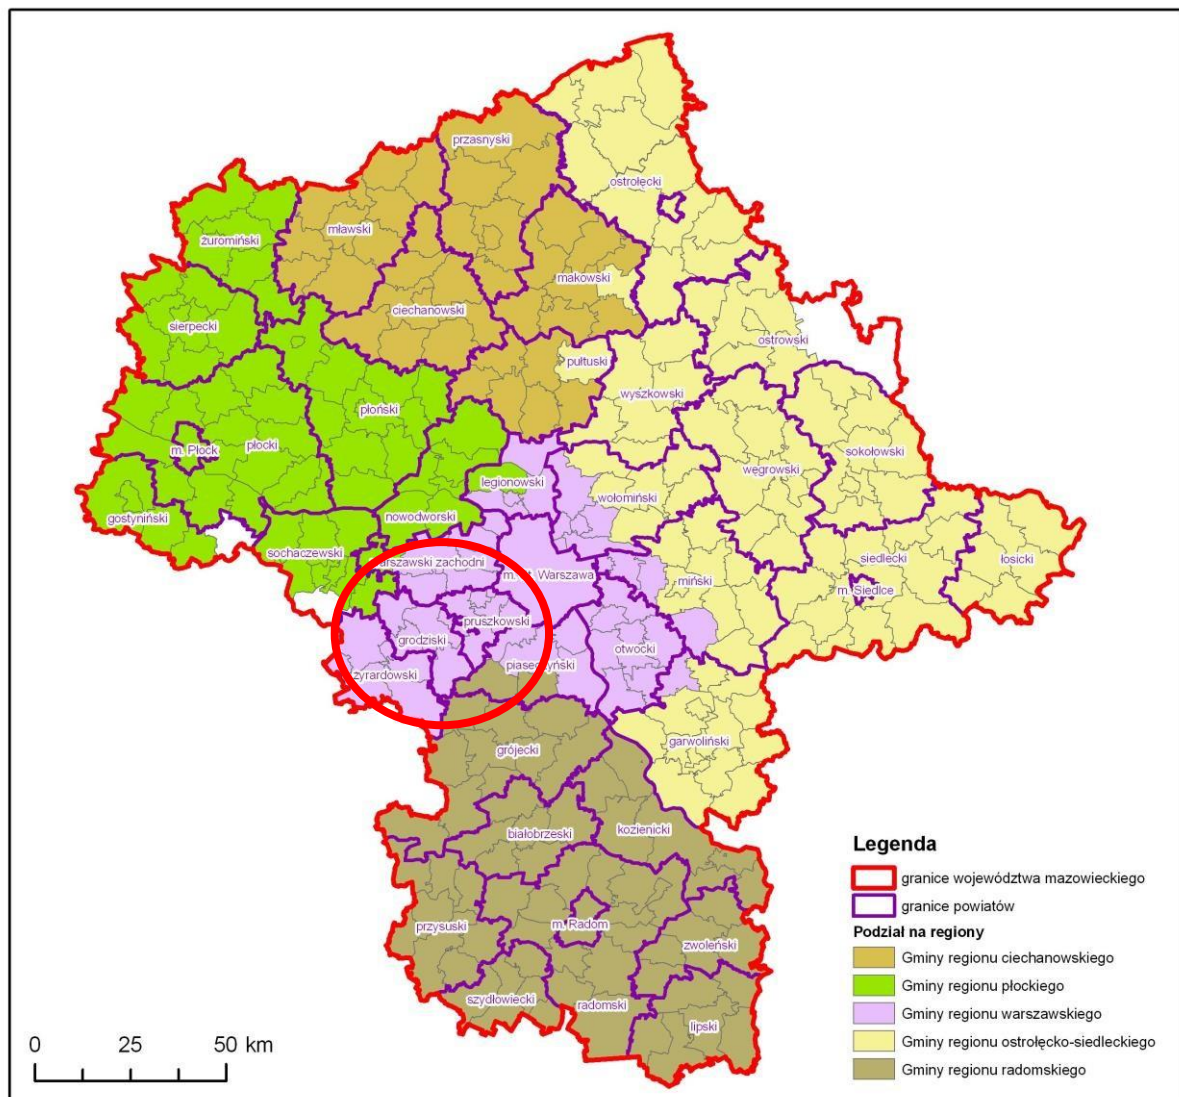 przasnyski
ostrołęcki
mławski
żuromiński
makowski
ciechanowski
sierpecki
ostrowski
pułtuski
wyszkowski
płoński
m. Płock
płocki
sokołowski
węgrowski
legionowski
wołomiński
gostyniński
nowodworski
sochaczewski
siedlecki
łosicki
warszawski zachodni
m. st. Warszawa
miński
m. Siedlce
pruszkowski
grodziski
otwocki
piaseczyński
żyrardowski
garwoliński
grójecki
białobrzeski
kozienicki
przysuski
m. Radom
zwoleński
szydłowiecki
radomski
lipski
Legenda
granice województwa mazowieckiego
granice powiatów
Podział na regiony
Gminy regionu ciechanowskiego
Gminy regionu płockiego
Gminy regionu warszawskiego
Gminy regionu ostrołęcko-siedleckiego
Gminy regionu radomskiego
0 25 50 km